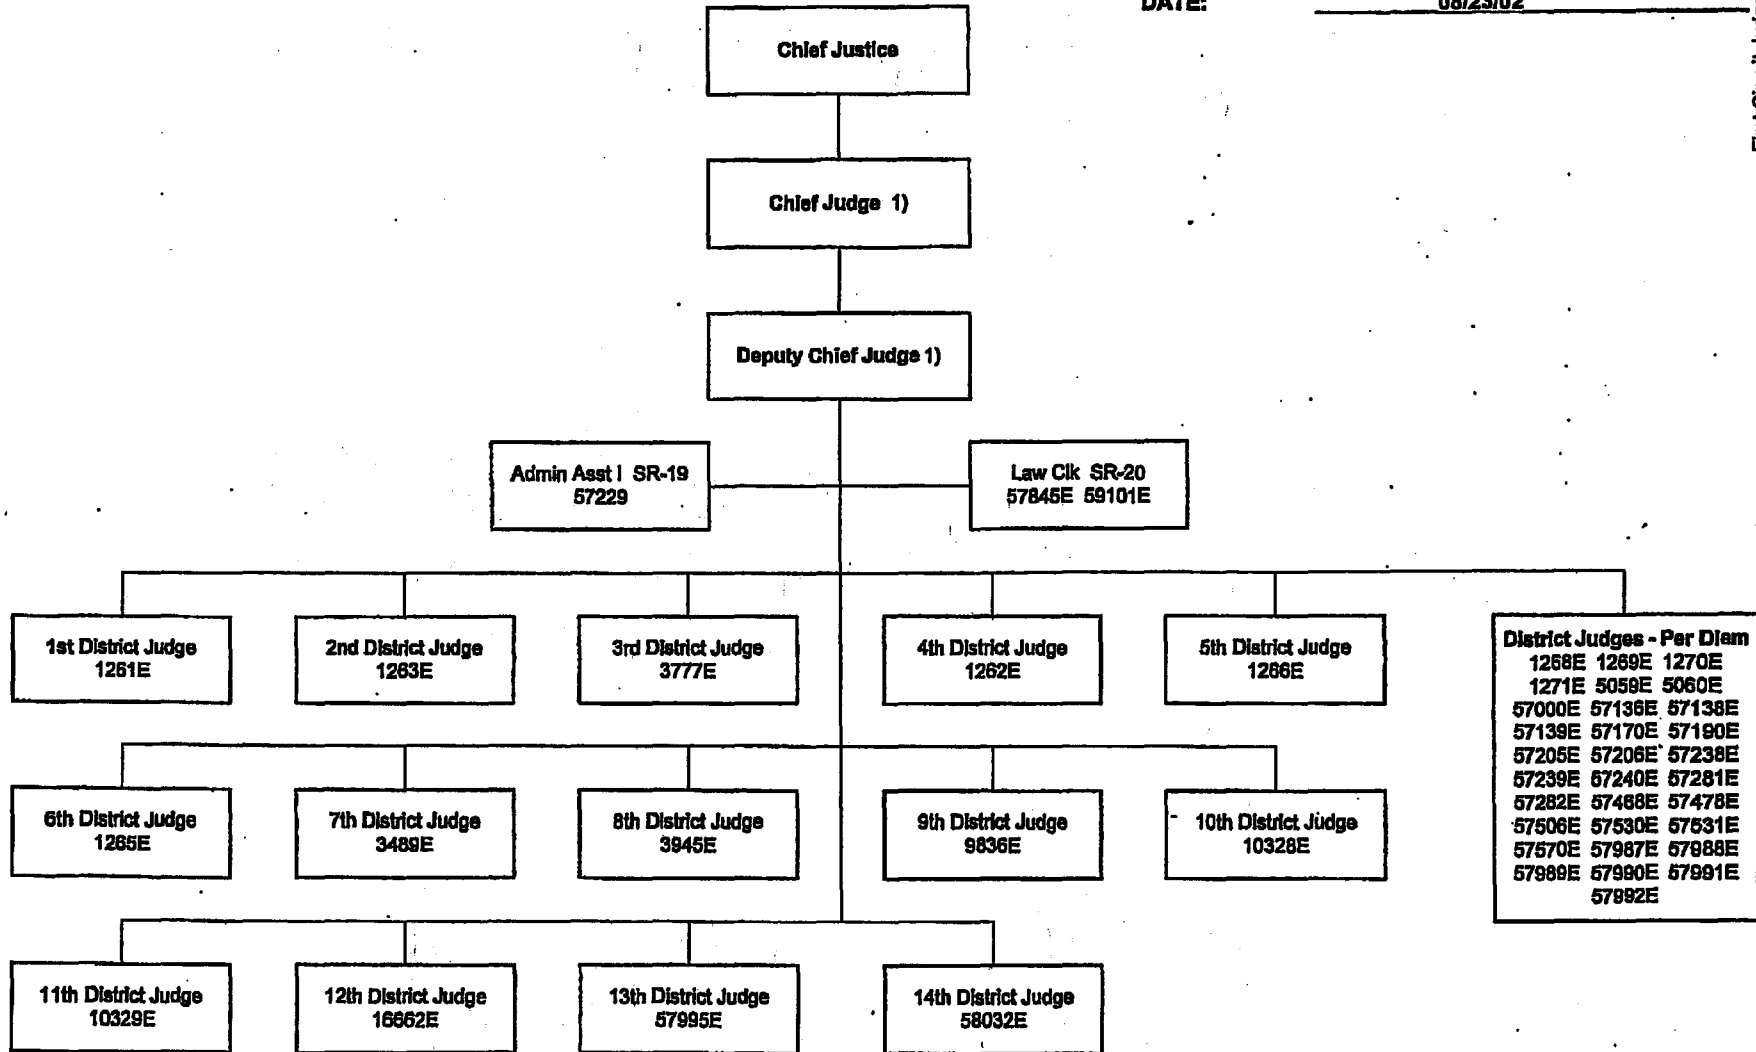 DATE: 08/23/02
Chief Justice
Chief Judge 1)
Deputy Chief Judge 1)
Admin Asst I SR-19
57229
Law Clk SR-20
57845E 59101E
1st District Judge
1261E
2nd District Judge
1263E
3rd District Judge
3777E
4th District Judge
1262E
5th District Judge
1266E
District Judges - Per Diem
1268E 1269E 1270E
1271E 5059E 5060E
57000E 57136E 57138E
57139E 57170E 57190E
57205E 57206E 57238E
57239E 57240E 57281E
57282E 57468E 57478E
57506E 57530E 57531E
57570E 57987E 57988E
57989E 57990E 57991E
57992E
6th District Judge
1265E
7th District Judge
3489E
8th District Judge
3945E
9th District Judge
9836E
10th District Judge
10328E
11th District Judge
10329E
12th District Judge
16662E
13th District Judge
57995E
14th District Judge
58032E